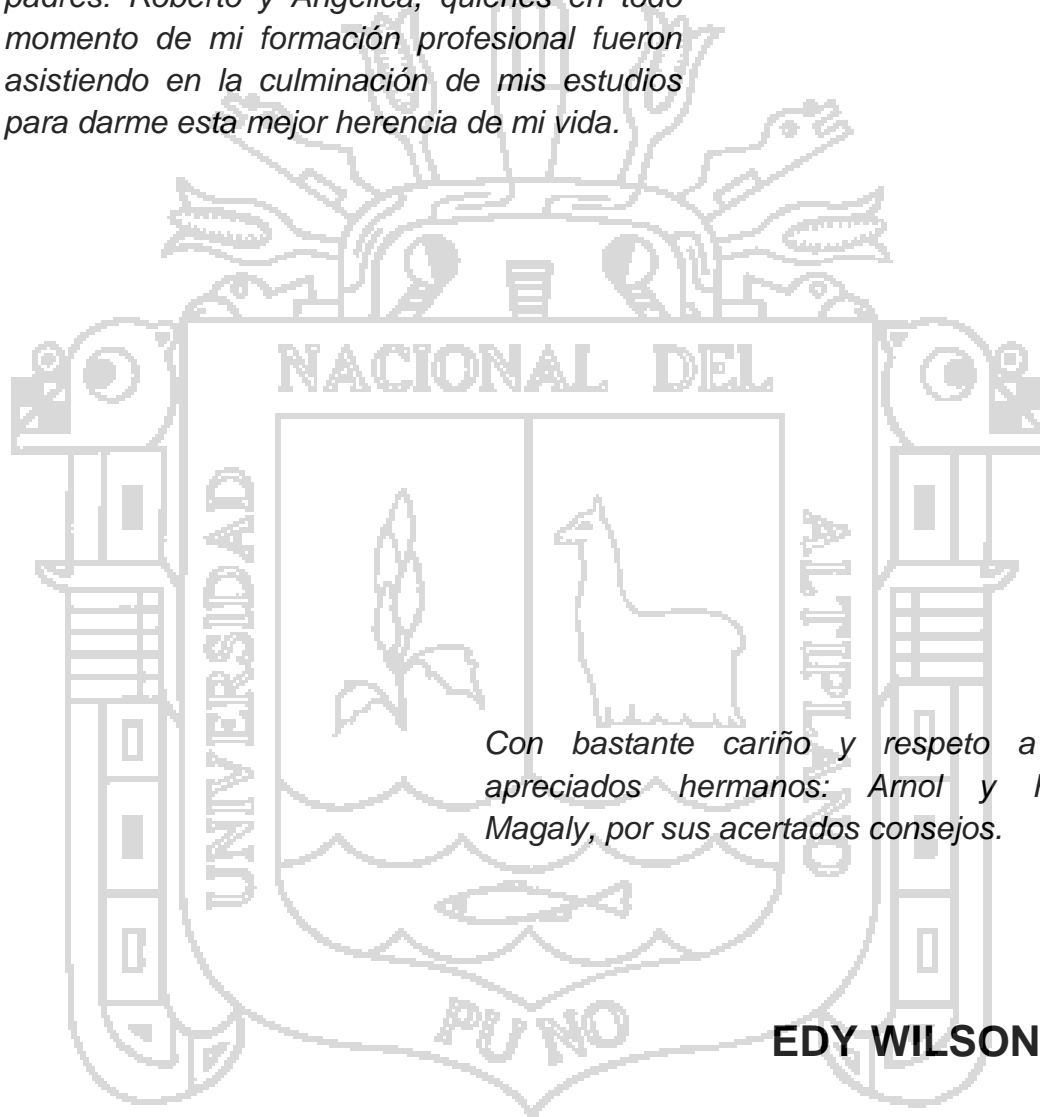 padres: Roberto y Angélica, quienes en todo
momento de mi formación profesional fueron
asistiendo en la culminación de mis estudios
para darme esta mejor herencia de mi vida.
NACIONAL DEL
UNIVERSIDAD
ALTIPLANO
Con bastante cariño y respeto a
apreciados hermanos: Arnol y
Magaly, por sus acertados consejos.
PUNO
EDY WILSON